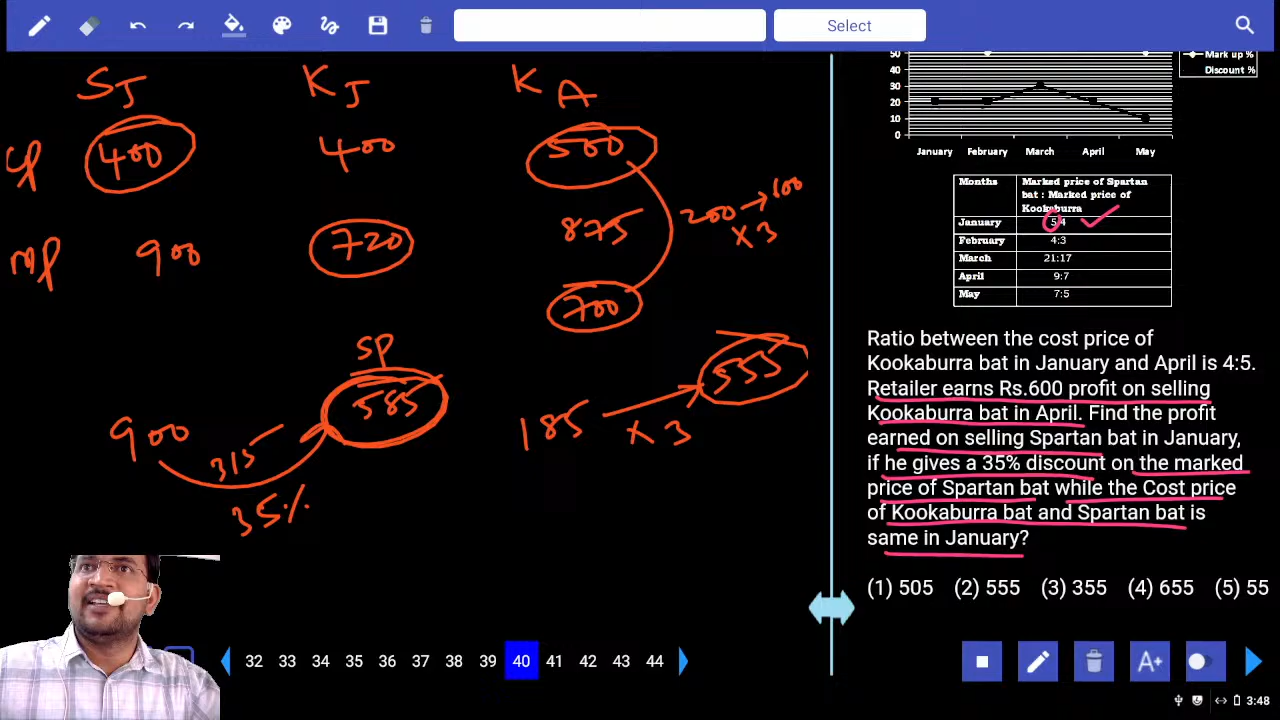 Select
S J K J K A
CP 400 400 500
MP 900 720 875
200 → 100
x 3
700
SP
585
900 315
35%
185 x 3 555
50
40
30
20
10
0
Mark up %
Discount %
January February March April May
Months Marked price of Spartan bat : Marked price of Kookaburra
January 5:4
February 4:3
March 21:17
April 9:7
May 7:5
Ratio between the cost price of
Kookaburra bat in January and April is 4:5.
Retailer earns Rs.600 profit on selling
Kookaburra bat in April. Find the profit
earned on selling Spartan bat in January,
if he gives a 35% discount on the marked
price of Spartan bat while the Cost price
of Kookaburra bat and Spartan bat is
same in January?
(1) 505 (2) 555 (3) 355 (4) 655 (5) 55
32 33 34 35 36 37 38 39 40 41 42 43 44
A+
3:48